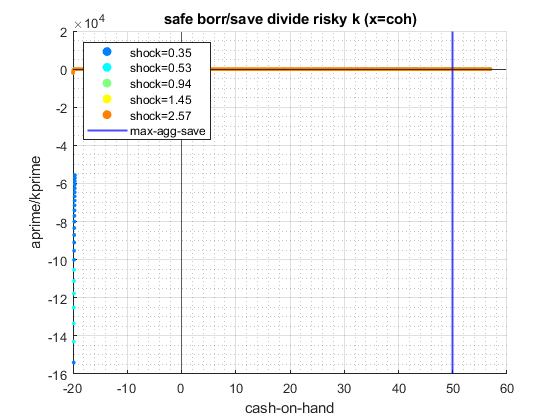 safe borr/save divide risky k (x=coh)
×10⁴
2
0
-2
-4
-6
-8
-10
-12
-14
-16
aprime/kprime
shock=0.35
shock=0.53
shock=0.94
shock=1.45
shock=2.57
max-agg-save
-20 -10 0 10 20 30 40 50 60
cash-on-hand